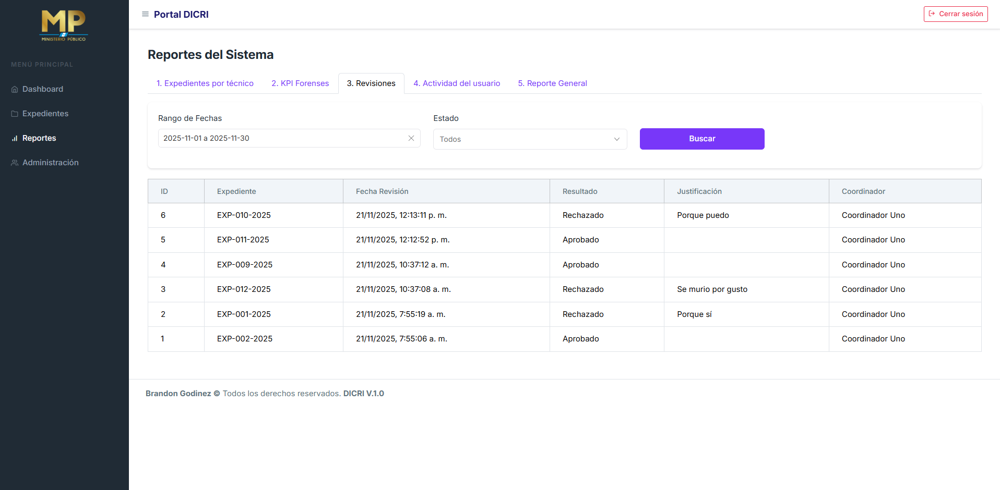 MP
MINISTERIO PÚBLICO
MENÚ PRINCIPAL
Dashboard
Expedientes
Reportes
Administración
Portal DICRI
Cerrar sesión
Reportes del Sistema
1. Expedientes por técnico 2. KPI Forenses 3. Revisiones 4. Actividad del usuario 5. Reporte General
Rango de Fechas Estado
2025-11-01 a 2025-11-30 Todos Buscar
ID Expediente Fecha Revisión Resultado Justificación Coordinador
6 EXP-010-2025 21/11/2025, 12:13:11 p. m. Rechazado Porque puedo Coordinador Uno
5 EXP-011-2025 21/11/2025, 12:12:52 p. m. Aprobado Coordinador Uno
4 EXP-009-2025 21/11/2025, 10:37:12 a. m. Aprobado Coordinador Uno
3 EXP-012-2025 21/11/2025, 10:37:08 a. m. Rechazado Se murio por gusto Coordinador Uno
2 EXP-001-2025 21/11/2025, 7:55:19 a. m. Rechazado Porque sí Coordinador Uno
1 EXP-002-2025 21/11/2025, 7:55:06 a. m. Aprobado Coordinador Uno
Brandon Godinez © Todos los derechos reservados. DICRI V.1.0